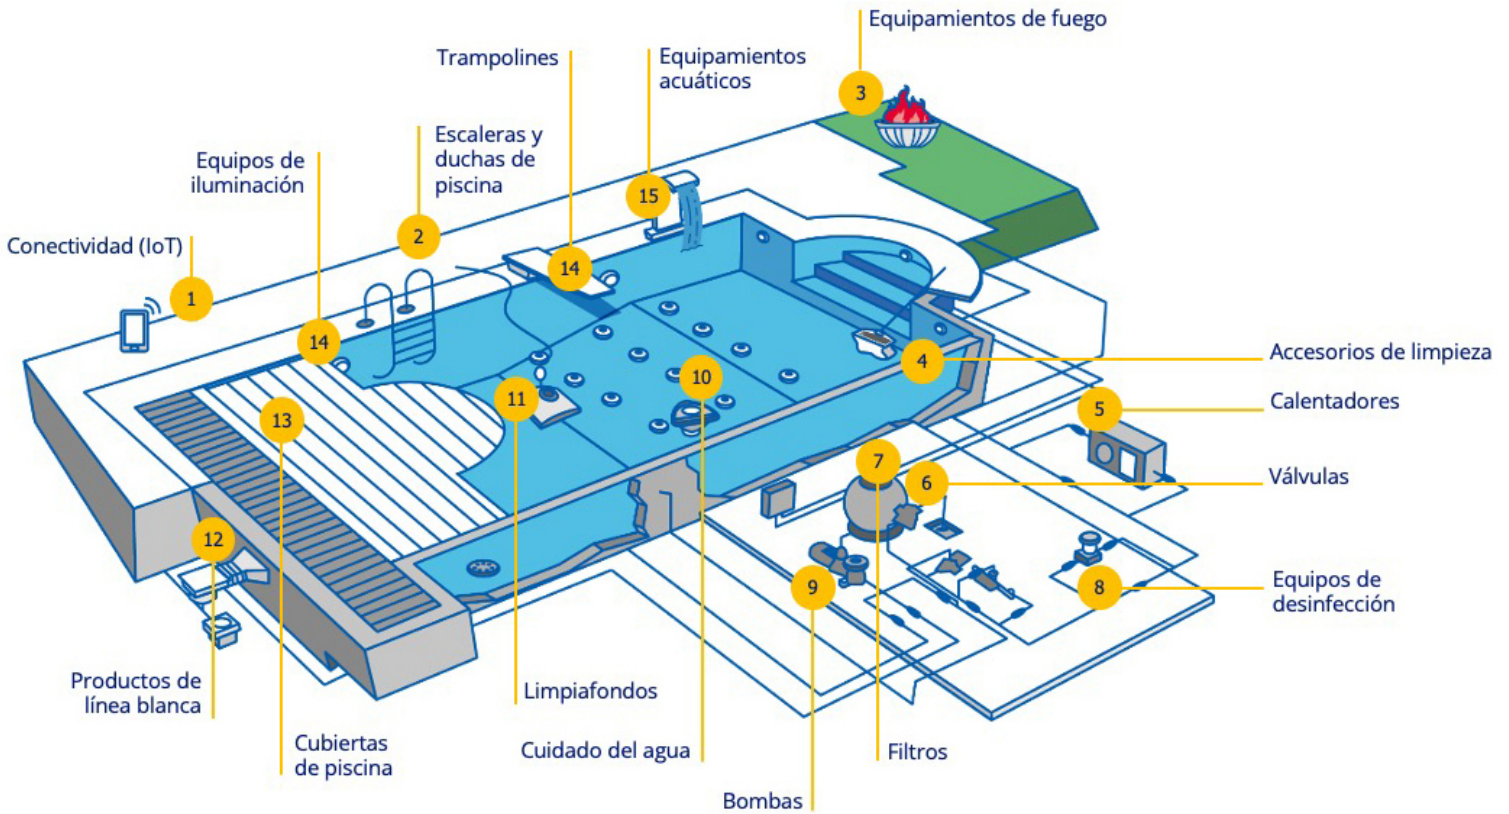 Equipamientos de fuego
3
Trampolines
Equipamientos
acuáticos
Escaleras y
duchas de
piscina
Equipos de
iluminación
15
2
Conectividad (IoT)
14
1
14
Accesorios de limpieza
4
10
11
Calentadores
5
13
7
Válvulas
6
12
Equipos de
desinfección
8
9
Productos de
línea blanca
Limpiafondos
Cubiertas
de piscina
Cuidado del agua
Filtros
Bombas